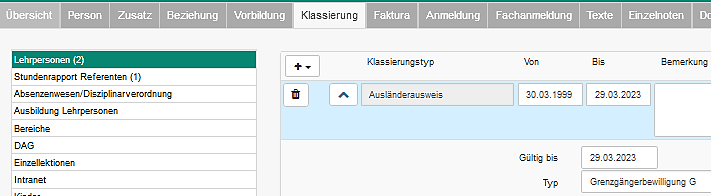 Übersicht Person Zusatz Beziehung Vorbildung Klassierung Faktura Anmeldung Fachanmeldung Texte Einzelnoten Do
Lehrpersonen (2)
Stundenrapport Referenten (1)
Absenzenwesen/Disziplinarverordnung
Ausbildung Lehrpersonen
Bereiche
DAG
Einzellektionen
Intranet
Kinder
Klassierungstyp Von Bis Bemerkung
Ausländerausweis 30.03.1999 29.03.2023
Gültig bis 29.03.2023
Typ Grenzgängerbewilligung G